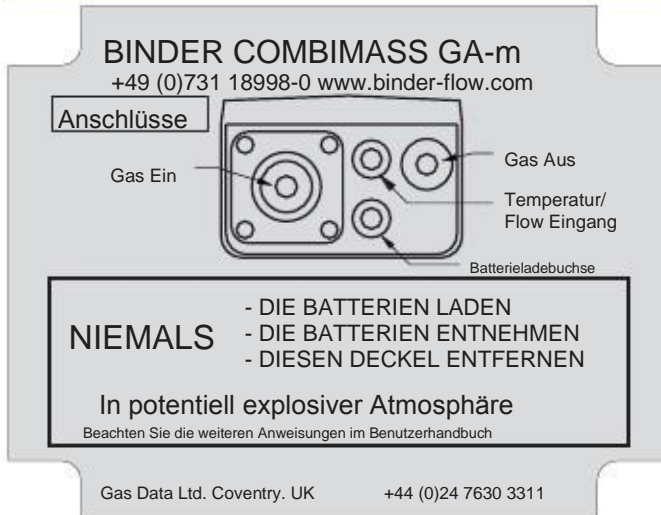 BINDER COMBIMASS GA-m
+49 (0)731 18998-0 www.binder-flow.com
Anschlüsse
Gas Ein
Gas Aus
Temperatur/
Flow Eingang
Batterieladebuchse
NIEMALS
- DIE BATTERIEN LADEN
- DIE BATTERIEN ENTNEHMEN
- DIESEN DECKEL ENTFERNEN
In potentiell explosiver Atmosphäre
Beachten Sie die weiteren Anweisungen im Benutzerhandbuch
Gas Data Ltd. Coventry. UK +44 (0)24 7630 3311